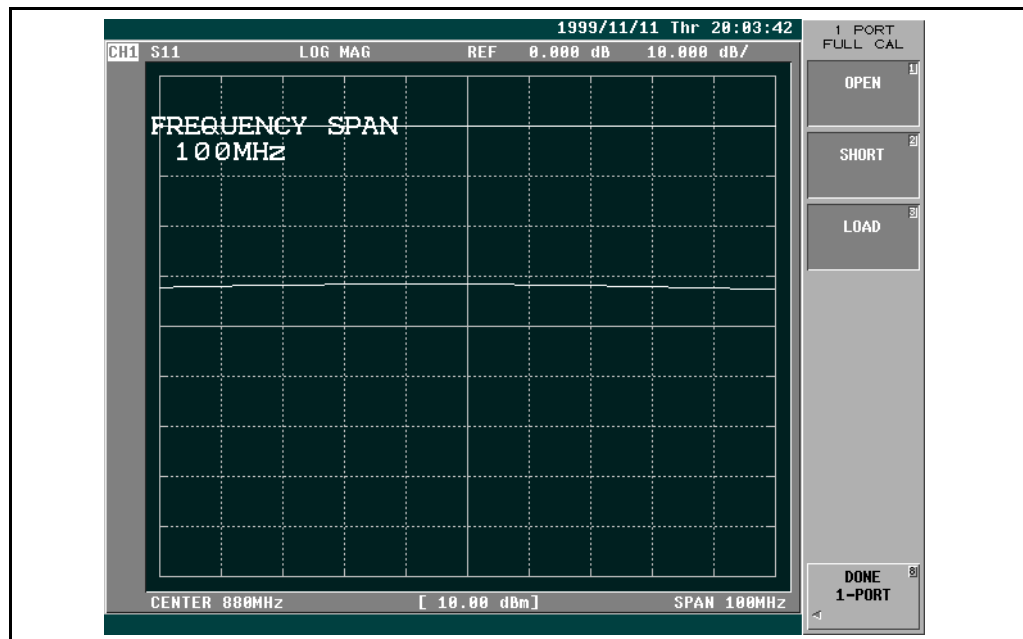 1999/11/11 Thr 20:03:42
CH1 S11 LOG MAG REF 0.000 dB 10.000 dB/
FREQUENCY SPAN
100MHz
CENTER 880MHz [ 10.00 dBm] SPAN 100MHz
1 PORT
FULL CAL
1
OPEN
2
SHORT
3
LOAD
8
DONE
1-PORT